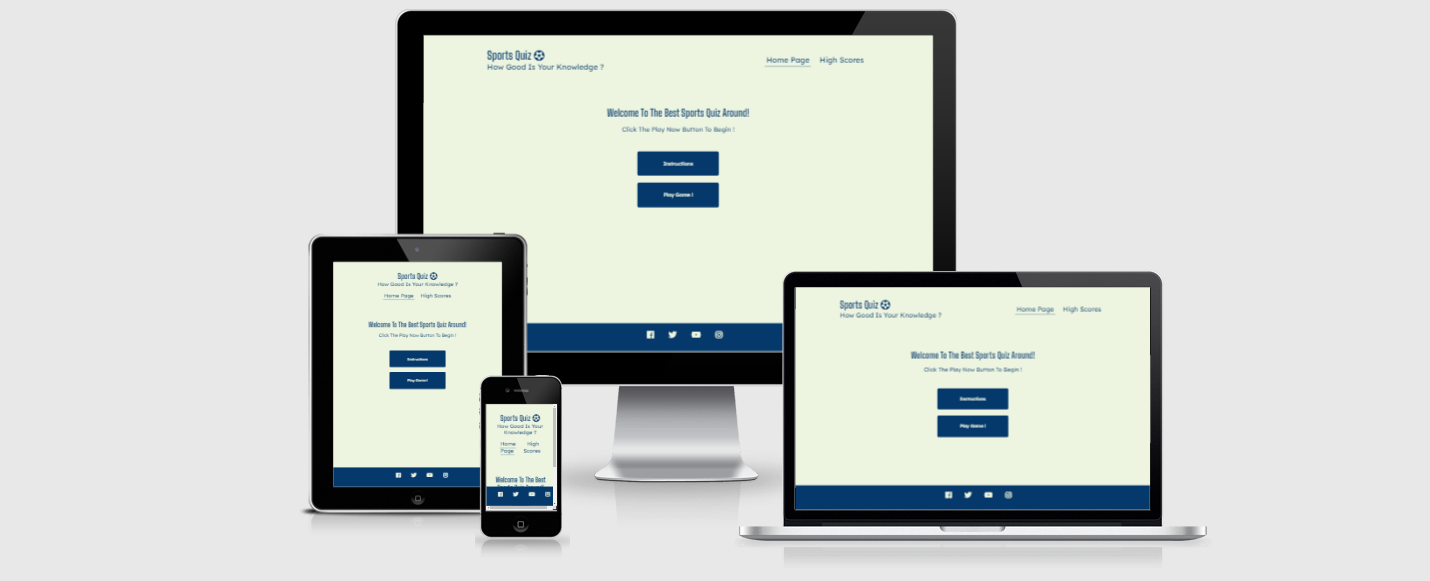 Sports Quiz
How Good Is Your Knowledge ?
Home Page High Scores
Welcome To The Best Sports Quiz Around!
Click The Play Now Button To Begin !
Instructions
Play Game !
Sports Quiz
How Good Is Your Knowledge ?
Home Page High Scores
Welcome To The Best Sports Quiz Around!
Click The Play Now Button To Begin !
Instructions
Play Game !
Sports Quiz
How Good Is Your
Knowledge ?
Home High
Page Scores
Welcome To The Best
Sports Quiz Around!
Sports Quiz
How Good Is Your Knowledge ?
Home Page High Scores
Welcome To The Best Sports Quiz Around!
Click The Play Now Button To Begin !
Instructions
Play Game !